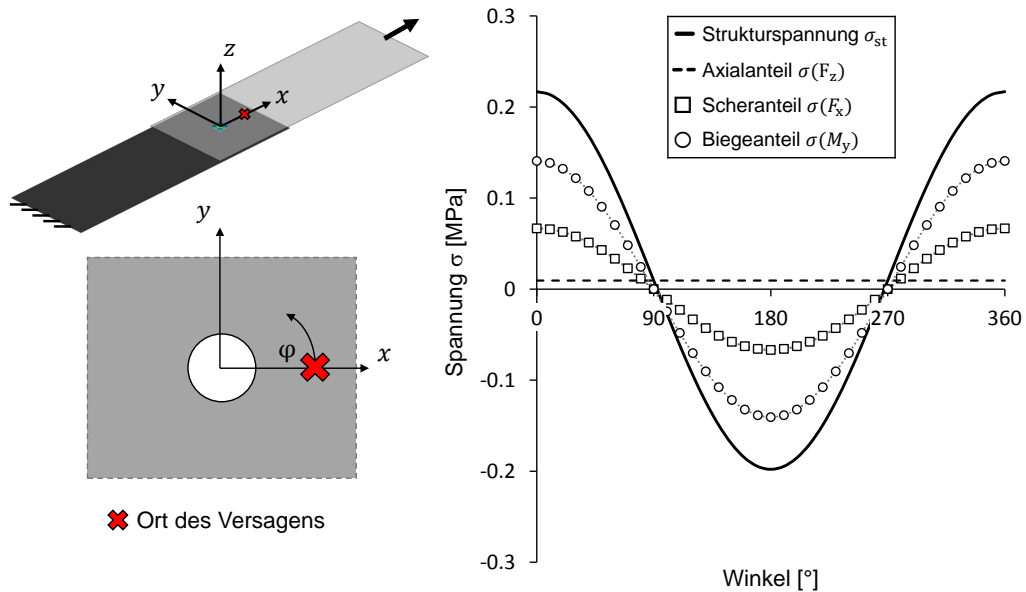 z
y
x
y
φ
x
Ort des Versagens
Spannung σ [MPa]
0.3
0.2
0.1
0
-0.1
-0.2
-0.3
0
90
180
270
360
Winkel [°]
Strukturspannung σst
Axialanteil σ(Fz)
Scheranteil σ(Fx)
Biegeanteil σ(My)